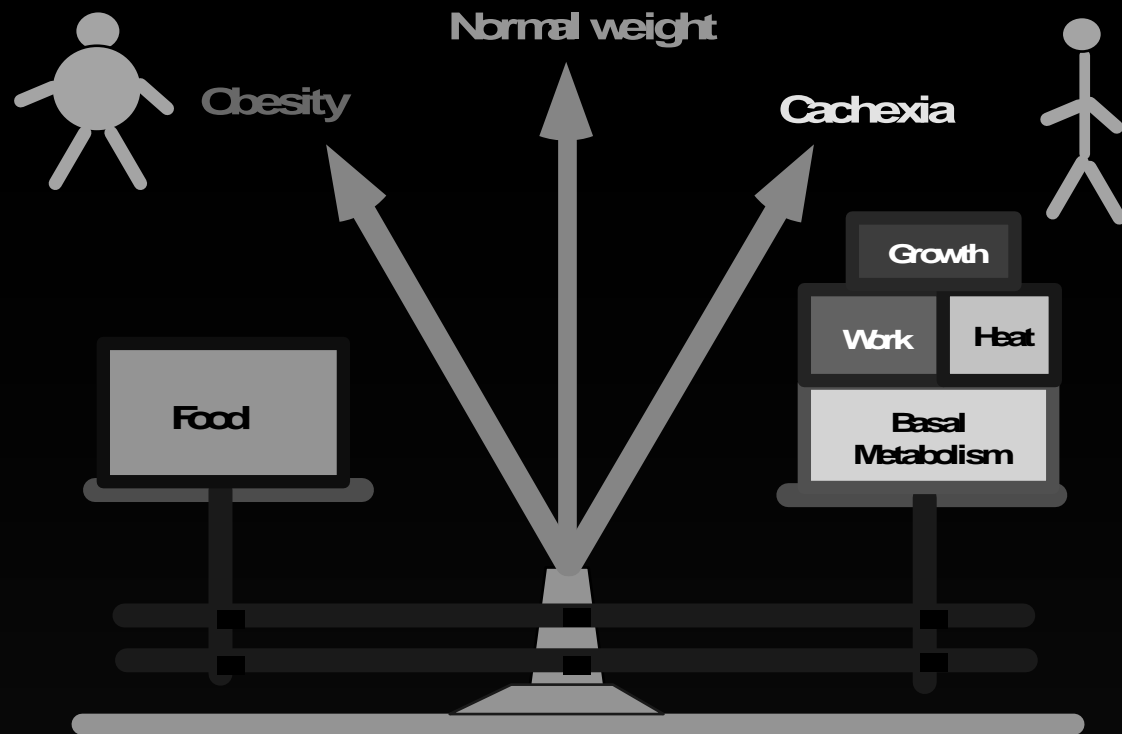 Normal weight
Obesity
Cachexia
Growth
Work
Heat
Food
Basal
Metabolism